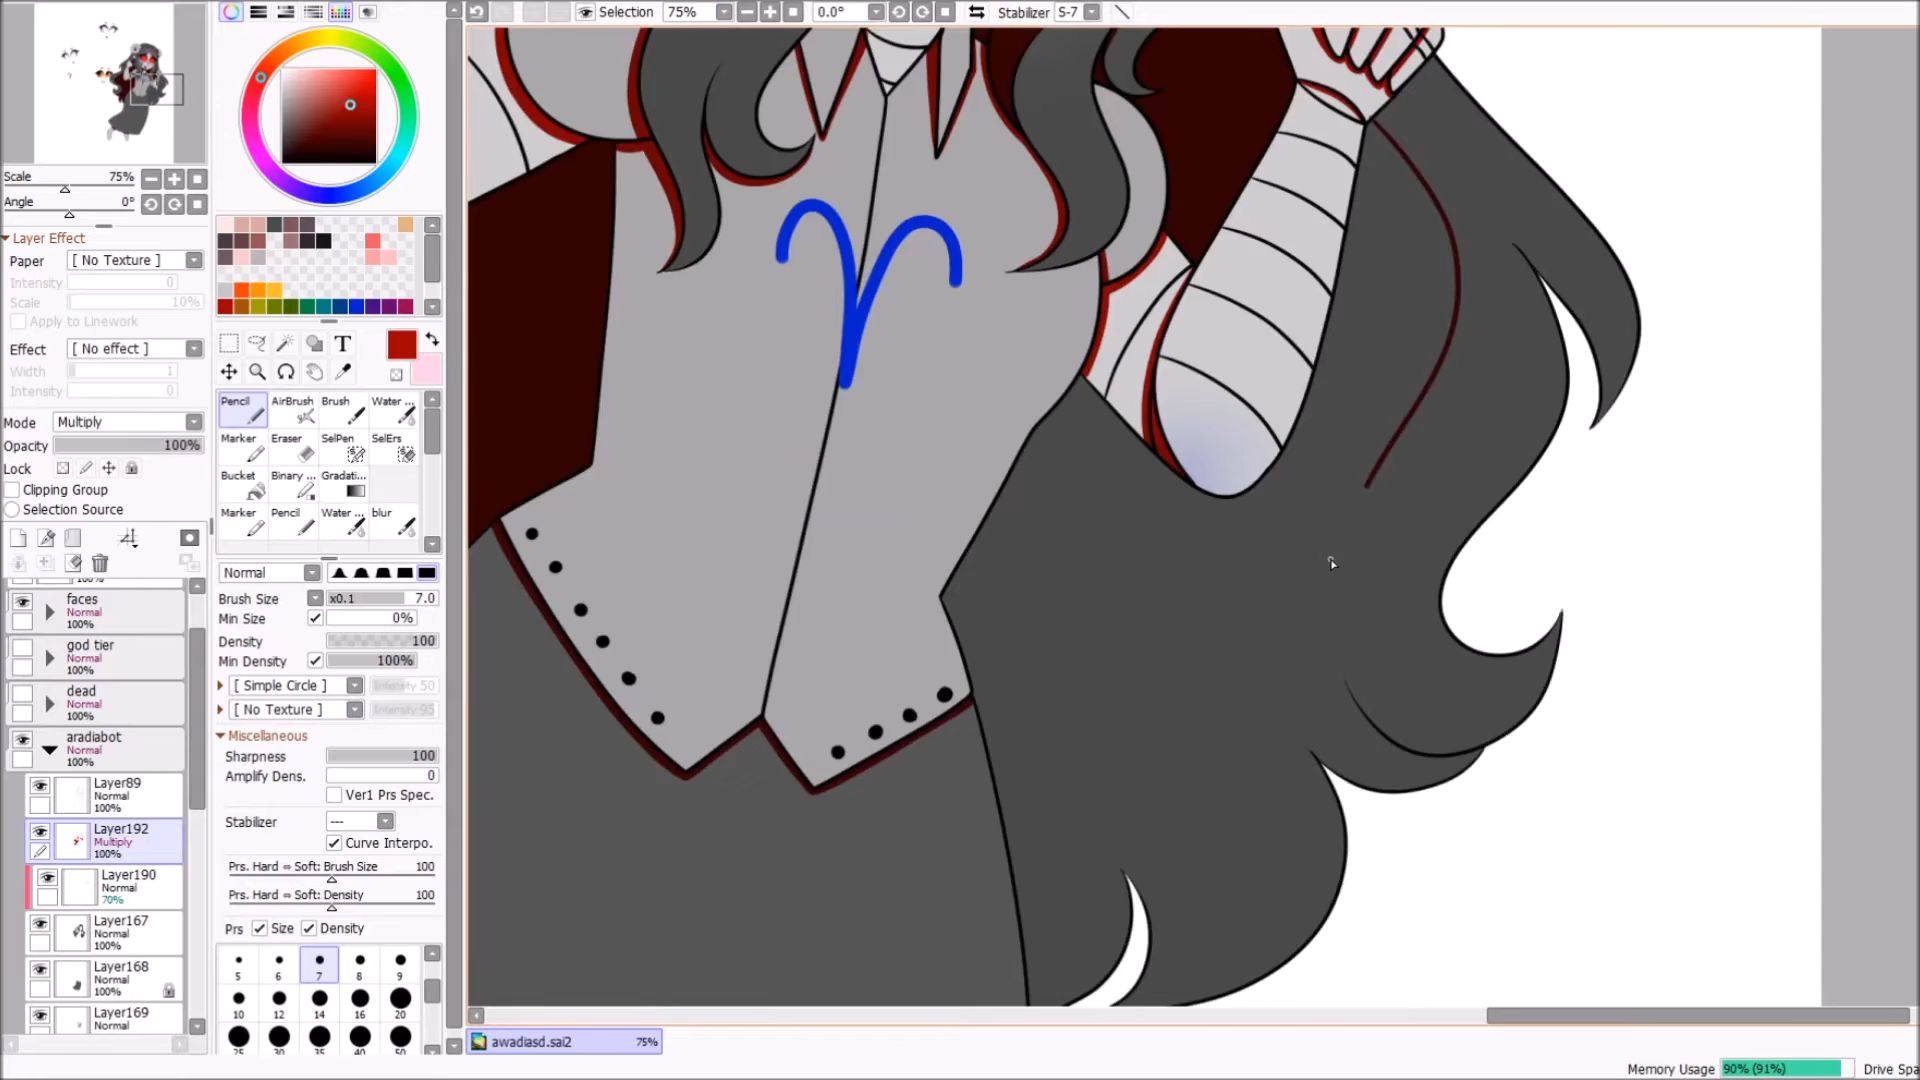 Selection 75% 0.0° Stabilizer S-7
Scale 75%
Angle 0°
Layer Effect
Paper [ No Texture ]
Intensity 0
Scale 10%
Apply to Linework
Effect [ No effect ]
Width 1
Intensity 0
Mode Multiply
Opacity 100%
Lock
Clipping Group
Selection Source
100%
faces
Normal
100%
god tier
Normal
100%
dead
Normal
100%
aradiabot
Normal
100%
Layer89
Normal
100%
Layer192
Multiply
100%
Layer190
Normal
70%
Layer167
Normal
100%
Layer168
Normal
100%
Layer169
Normal
T
Pencil AirBrush Brush Water ...
Marker Eraser SelPen SelErs
Bucket Binary ... Gradati...
Marker Pencil Water ... blur
Normal
Brush Size x0.1 7.0
Min Size 0%
Density 100
Min Density 100%
[ Simple Circle ] Intensity 50
[ No Texture ] Intensity 95
Miscellaneous
Sharpness 100
Amplify Dens. 0
Ver1 Prs Spec.
Stabilizer ---
Curve Interpo.
Prs. Hard ⇔ Soft: Brush Size 100
Prs. Hard ⇔ Soft: Density 100
Prs Size Density
5 6 7 8 9
10 12 14 16 20
25 30 35 40 50
awadiasd.sai2 75%
Memory Usage 90% (91%) Drive Spa